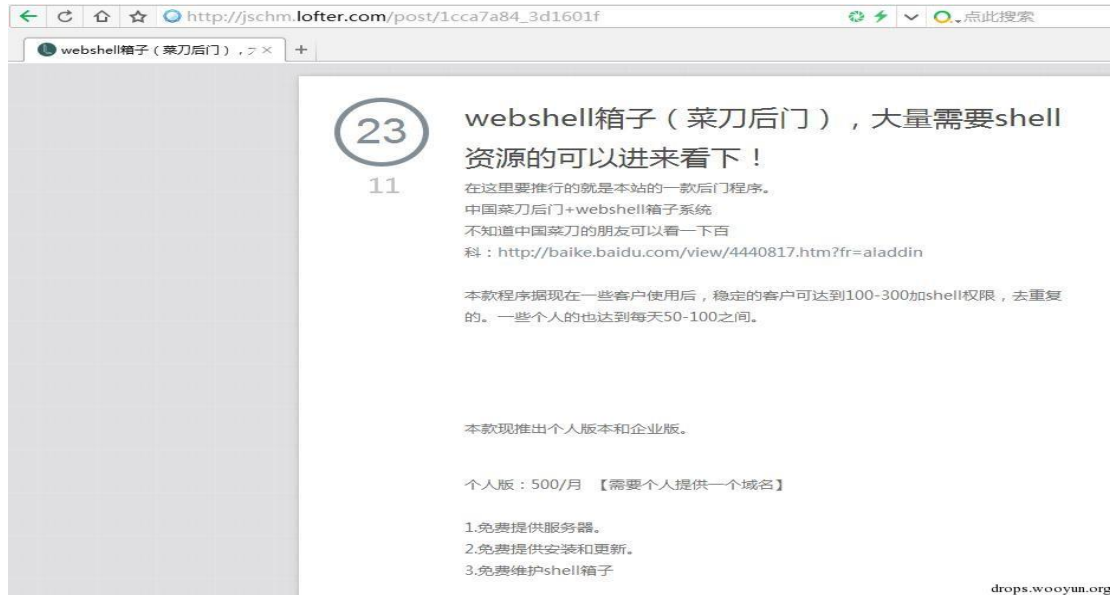 http://jschm.lofter.com/post/1cca7a84_3d1601f
点此搜索
webshell箱子（菜刀后门），
23
11
webshell箱子（菜刀后门），大量需要shell
资源的可以进来看下！
在这里要推行的就是本站的一款后门程序。
中国菜刀后门+webshell箱子系统
不知道中国菜刀的朋友可以看一下百
科：http://baike.baidu.com/view/4440817.htm?fr=aladdin
本款程序据现在一些客户使用后，稳定的客户可达到100-300加shell权限，去重复
的。一些个人的也达到每天50-100之间。
本款现推出个人版本和企业版。
个人版：500/月 【需要个人提供一个域名】
1.免费提供服务器。
2.免费提供安装和更新。
3.免费维护shell箱子
drops.wooyun.org